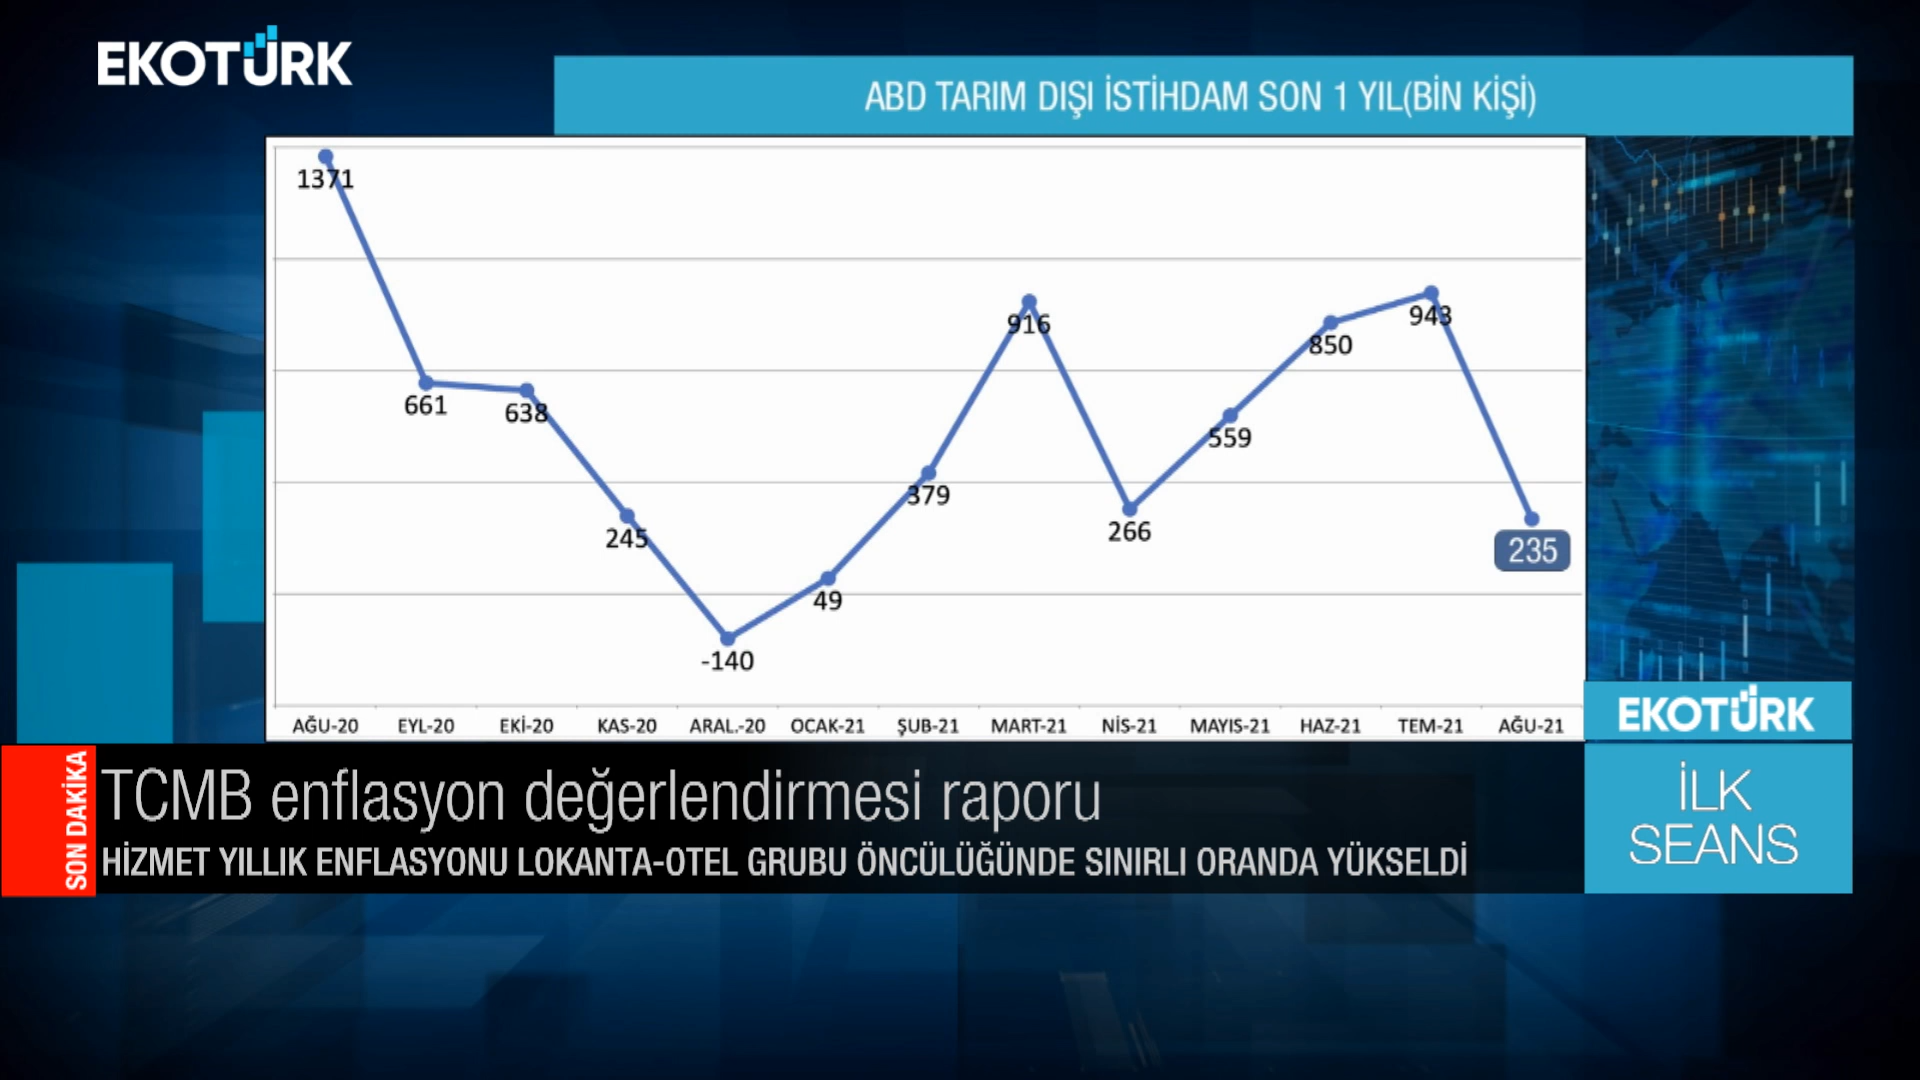 EKOTÜRK
ABD TARIM DIŞI İSTİHDAM SON 1 YIL(BİN KİŞİ)
1371
661
638
245
-140
49
379
916
266
559
850
943
235
AĞU-20 EYL-20 EKİ-20 KAS-20 ARAL.-20 OCAK-21 ŞUB-21 MART-21 NİS-21 MAYIS-21 HAZ-21 TEM-21 AĞU-21
EKOTÜRK
SON DAKİKA
TCMB enflasyon değerlendirmesi raporu
HİZMET YILLIK ENFLASYONU LOKANTA-OTEL GRUBU ÖNCÜLÜĞÜNDE SINIRLI ORANDA YÜKSELDİ
İLK
SEANS